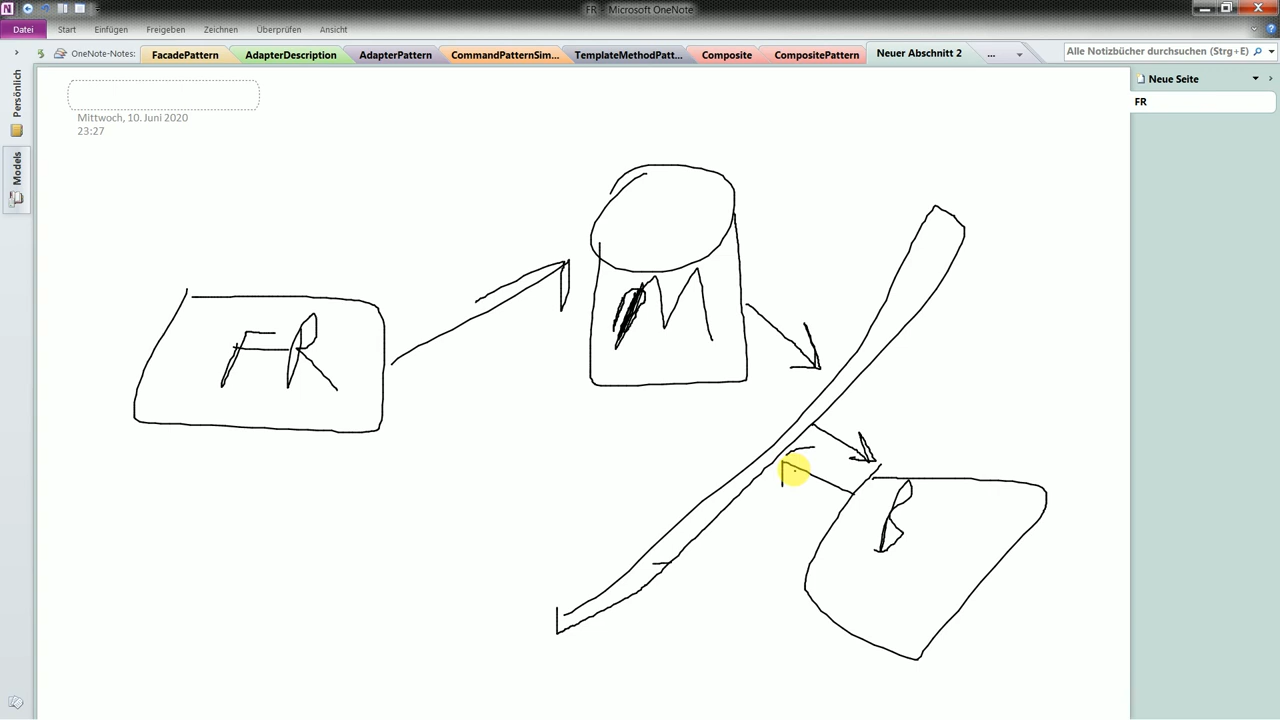 FR - Microsoft OneNote
Datei Start Einfügen Freigeben Zeichnen Überprüfen Ansicht
OneNote-Notes: FacadePattern AdapterDescription AdapterPattern CommandPatternSim... TemplateMethodPatt... Composite CompositePattern Neuer Abschnitt 2 ... Alle Notizbücher durchsuchen (Strg+E)
Persönlich
Models
Neue Seite
FR
Mittwoch, 10. Juni 2020
23:27
M
FR
B